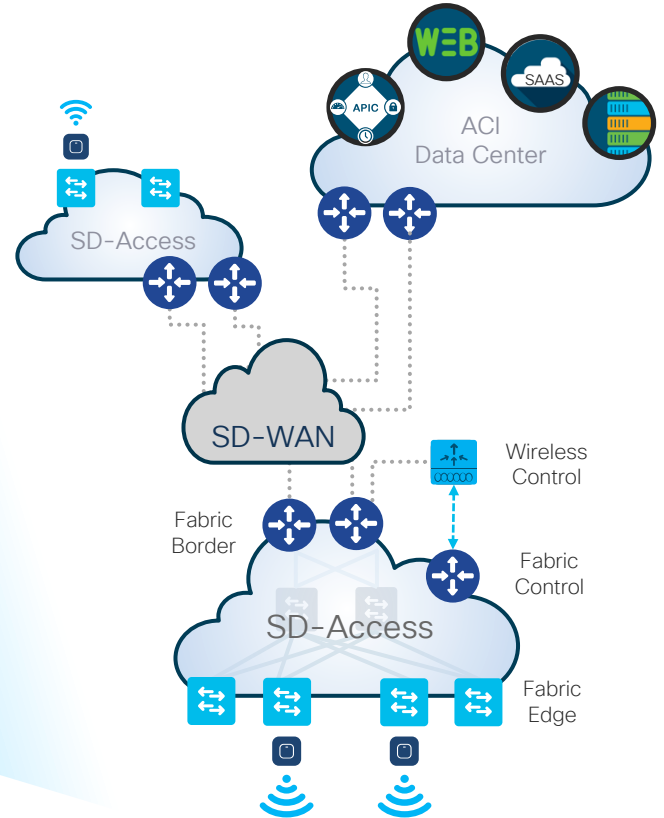 WEB
SAAS
APIC
ACI
Data Center
SD-Access
SD-WAN
Wireless
Control
Fabric
Border
Fabric
Control
SD-Access
Fabric
Edge